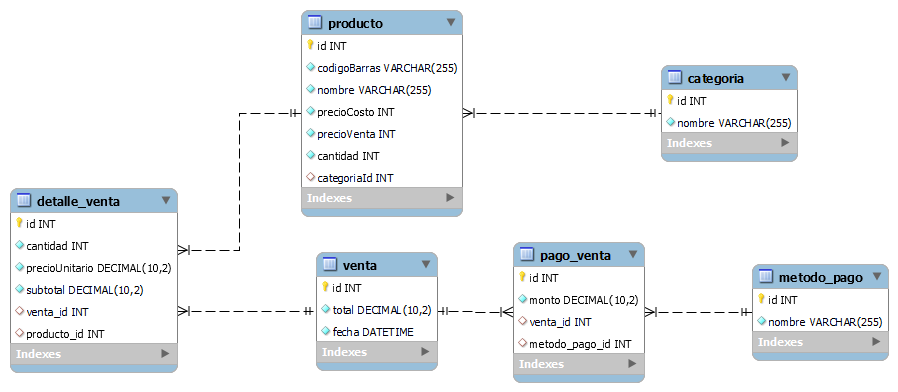 producto
id INT
codigoBarras VARCHAR(255)
nombre VARCHAR(255)
precioCosto INT
precioVenta INT
cantidad INT
categoriaId INT
Indexes
categoria
id INT
nombre VARCHAR(255)
Indexes
detalle_venta
id INT
cantidad INT
precioUnitario DECIMAL(10,2)
subtotal DECIMAL(10,2)
venta_id INT
producto_id INT
Indexes
venta
id INT
total DECIMAL(10,2)
fecha DATETIME
Indexes
pago_venta
id INT
monto DECIMAL(10,2)
venta_id INT
metodo_pago_id INT
Indexes
metodo_pago
id INT
nombre VARCHAR(255)
Indexes